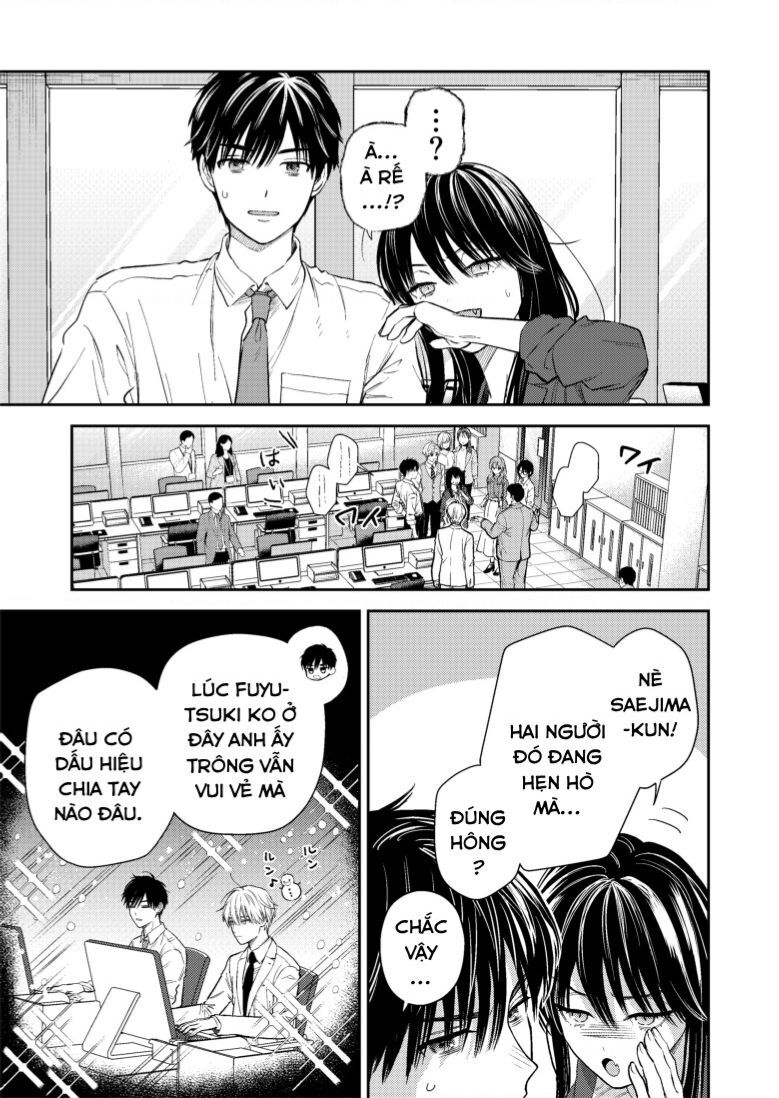 …?
À...
À RẾ
...!?
ワイ
はい
ワイ
NÈ
SAEJIMA
-KUN!
HAI NGƯỜI
ĐÓ ĐANG
HẸN HÒ
MÀ...
ĐÚNG
HÔNG
?
CHẮC
VẬY
...
LÚC FUYU-
TSUKI KO Ở
ĐÂY ANH ẤY
TRÔNG VẪN
VUI VẺ MÀ
ĐÂU CÓ
DẤU HIỆU
CHIA TAY
NÀO ĐÂU.
ルン
ルン♪